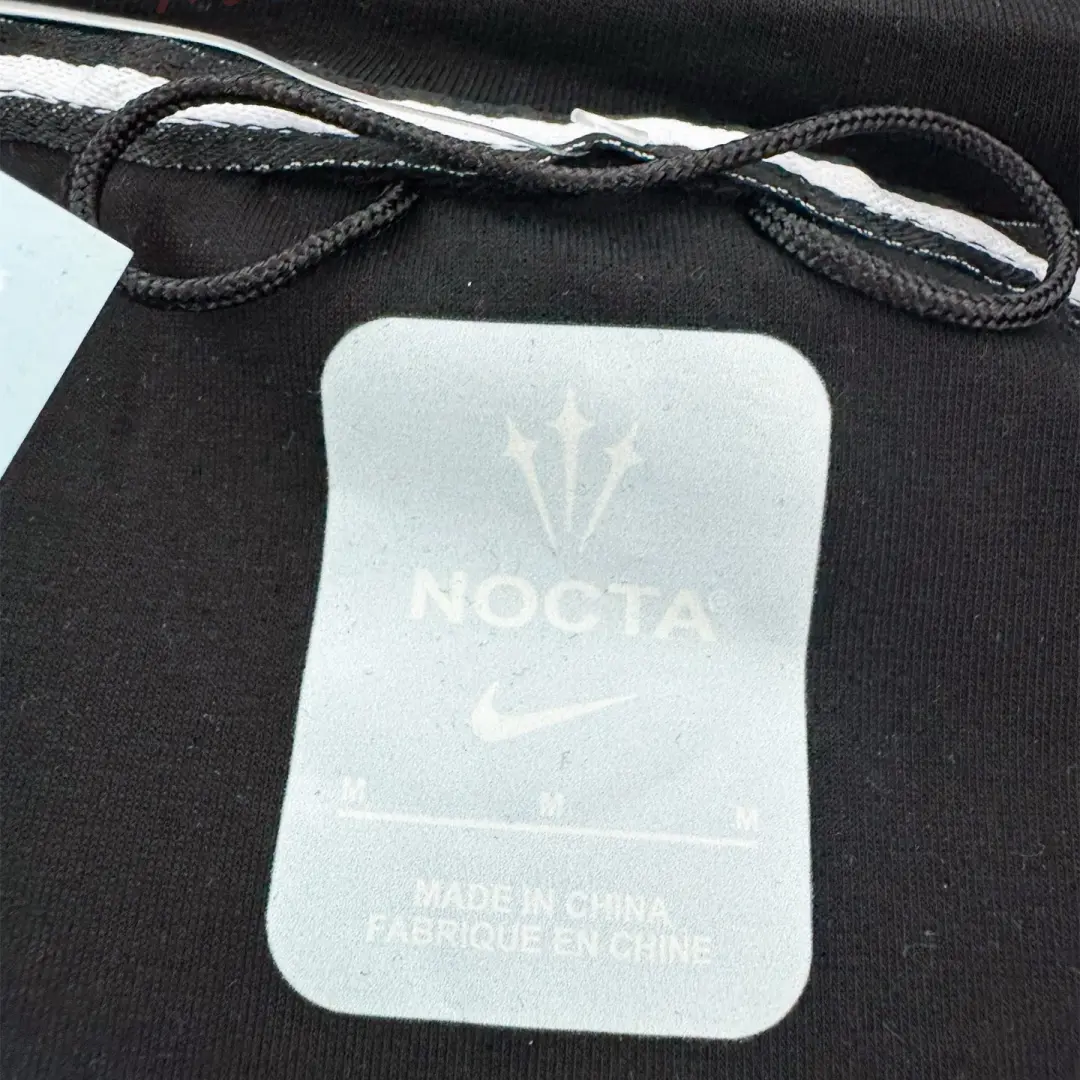 NOCTA®
M M M
MADE IN CHINA
FABRIQUE EN CHINE